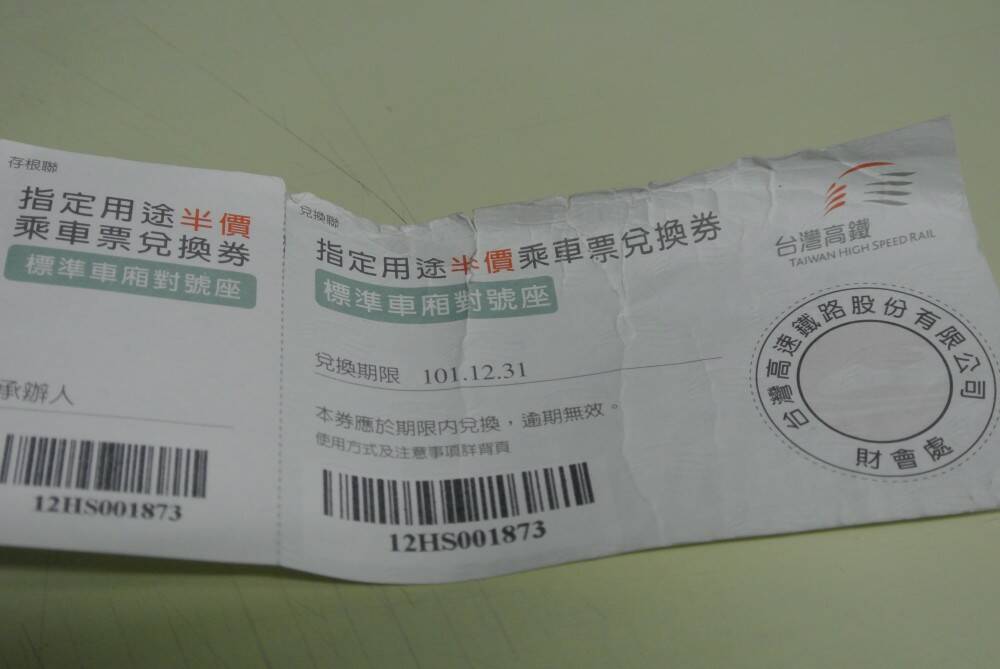 存根聯
指定用途半價
乘車票兌換券
標準車廂對號座
承辦人
12HS001873
兌換聯
指定用途半價乘車票兌換券
標準車廂對號座
兌換期限 101.12.31
本券應於期限內兌換，逾期無效。
使用方式及注意事項詳背頁
12HS001873
台灣高鐵
TAIWAN HIGH SPEED RAIL
台灣高速鐵路股份有限公司
財會處